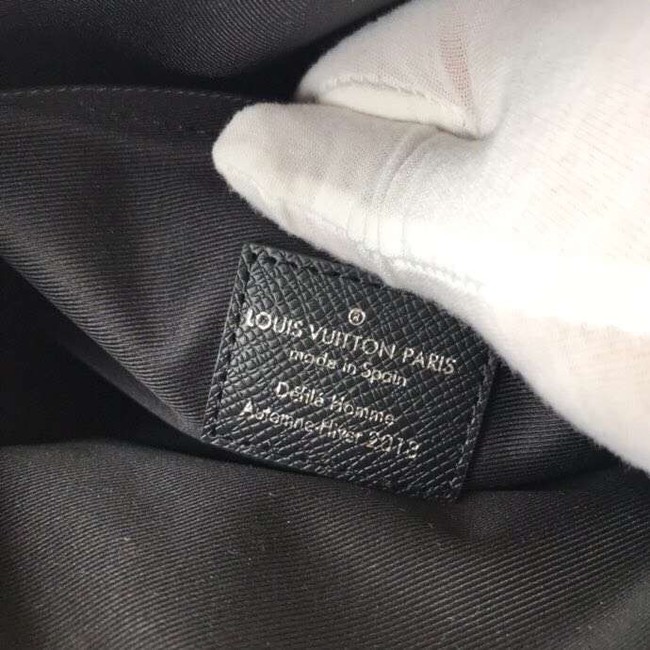 ®
LOUIS VUITTON PARIS
made in Spain
Défilé Homme
Automne-Hiver 2018